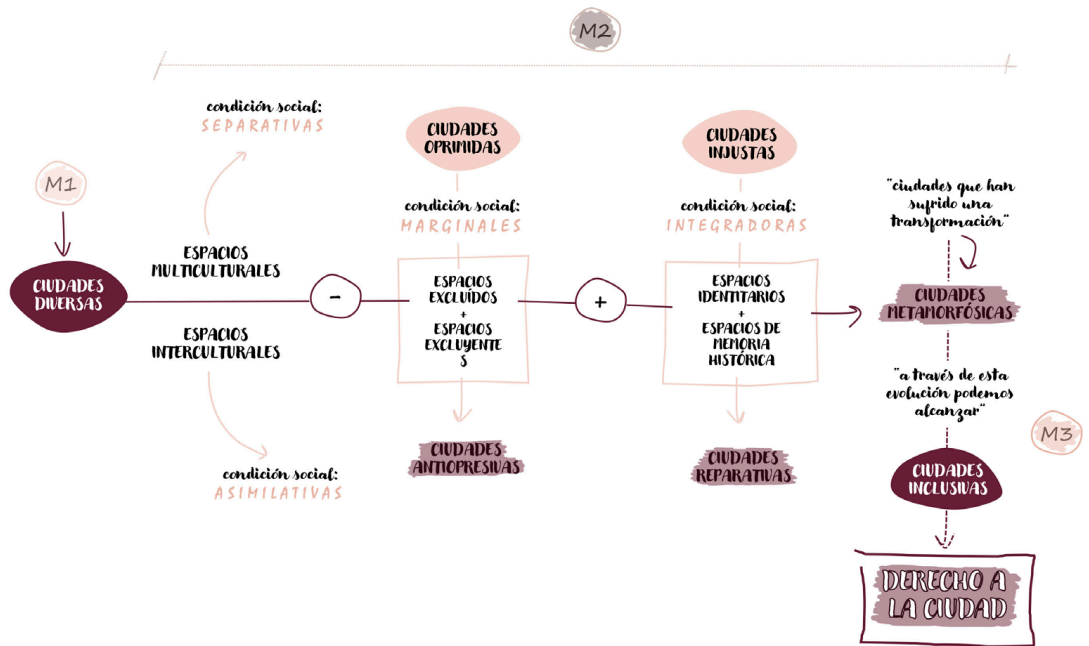 M2
condición social:
SEPARATIVAS
CIUDADES
OPRIMIDAS
CIUDADES
INJUSTAS
M1
condición social:
MARGINALES
condición social:
INTEGRADORAS
"ciudades que han
sufrido una
transformación"
ESPACIOS
MULTICULTURALES
CIUDADES
DIVERSAS
-
ESPACIOS
EXCLUÍDOS
+
ESPACIOS
EXCLUYENTE
S
+
ESPACIOS
IDENTITARIOS
+
ESPACIOS DE
MEMORIA
HISTÓRICA
CIUDADES
METAMORFÓSICAS
ESPACIOS
INTERCULTURALES
"a través de esta
evolución podemos
alcanzar"
M3
condición social:
ASIMILATIVAS
CIUDADES
ANTIOPRESIVAS
CIUDADES
REPARATIVAS
CIUDADES
INCLUSIVAS
DERECHO A
LA CIUDAD